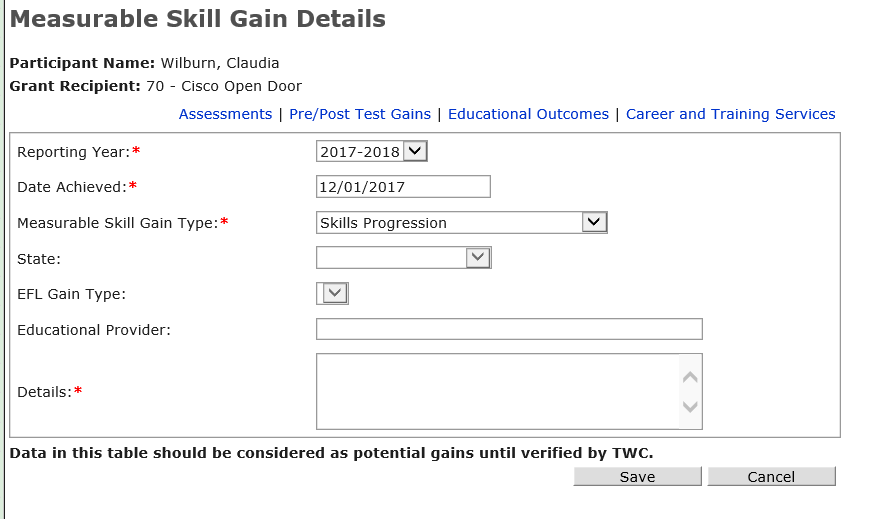 Measurable Skill Gain Details
Participant Name: Wilburn, Claudia
Grant Recipient: 70 - Cisco Open Door
Assessments | Pre/Post Test Gains | Educational Outcomes | Career and Training Services
Reporting Year:* 2017-2018
Date Achieved:* 12/01/2017
Measurable Skill Gain Type:* Skills Progression
State:
EFL Gain Type:
Educational Provider:
Details:*
Data in this table should be considered as potential gains until verified by TWC.
Save Cancel